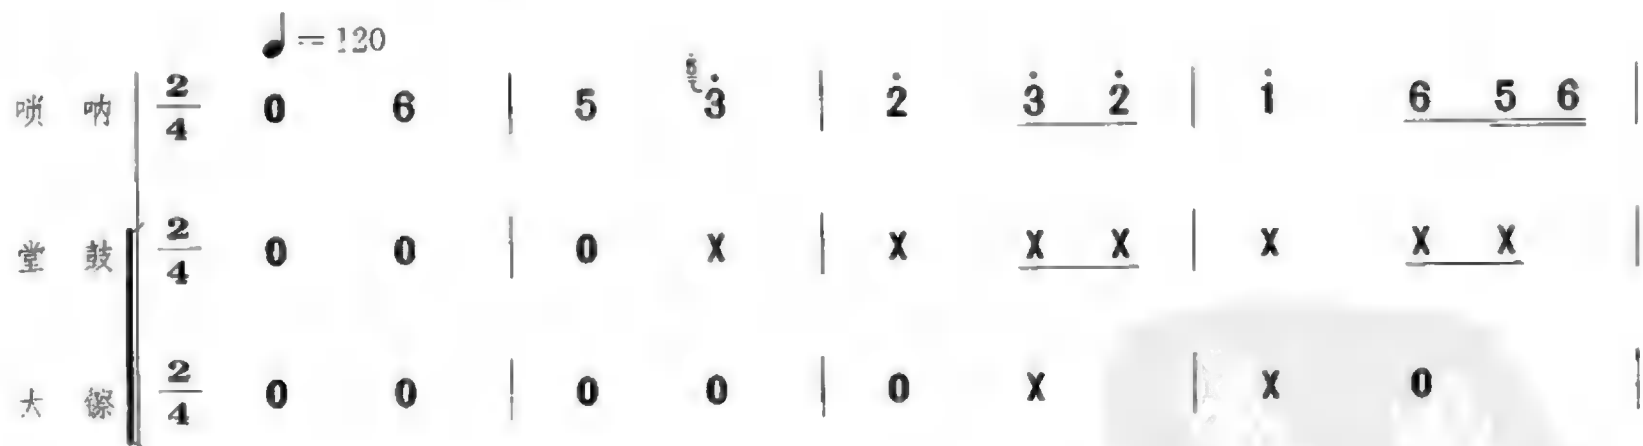 ♩=120
唢 呐 2/4 0 6 | 5 3̇ | 2̇ 3̇ 2̇ | 1̇ 6 5 6 |
堂 鼓 2/4 0 0 | 0 X | X X X | X X X |
大 镲 2/4 0 0 | 0 0 | 0 X | X 0 |